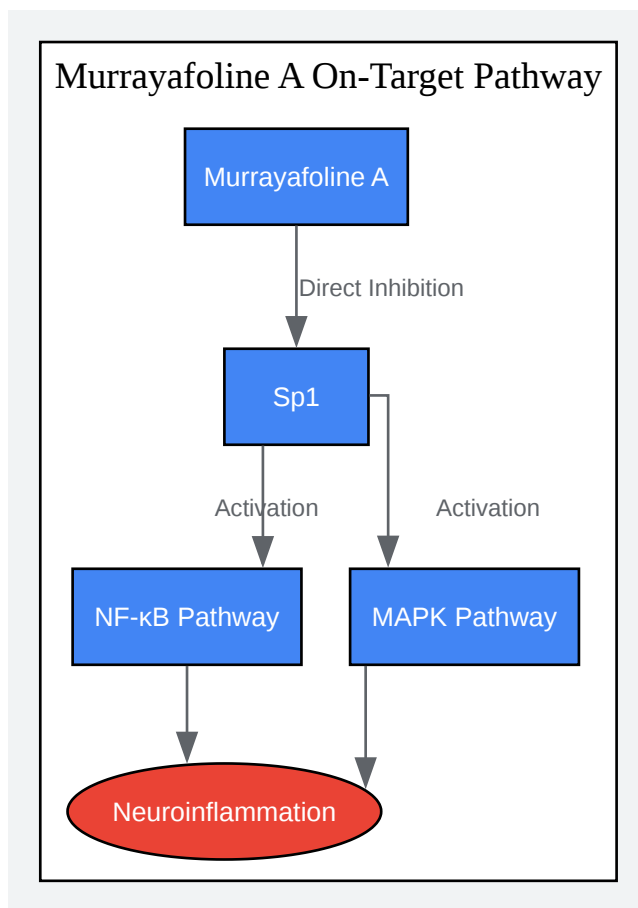 Murrayafoline A On-Target Pathway
Murrayafoline A
Direct Inhibition
Sp1
Activation
Activation
NF-κB Pathway
MAPK Pathway
Neuroinflammation